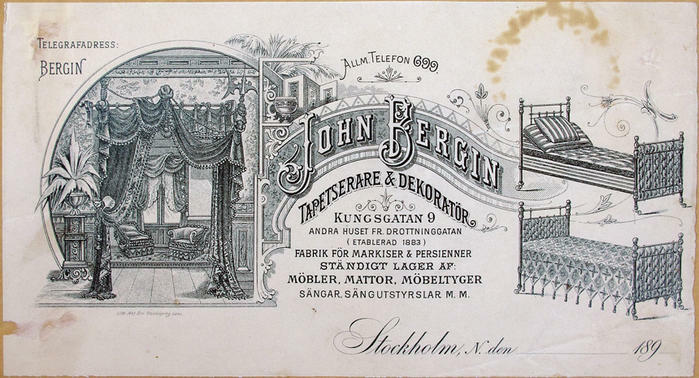 TELEGRAFADRESS:
BERGIN
ALLM. TELEFON 699.
JOHN BERGIN
TAPETSERARE & DEKORATÖR
KUNGSGATAN 9
ANDRA HUSET FR. DROTTNINGGATAN
(ETABLERAD 1883)
FABRIK FÖR MARKISER & PERSIENNER
STÄNDIGT LAGER AF:
MÖBLER, MATTOR, MÖBELTYGER
SÄNGAR, SÄNGUTSTYRSLAR M. M.
Stockholm, N. den 189